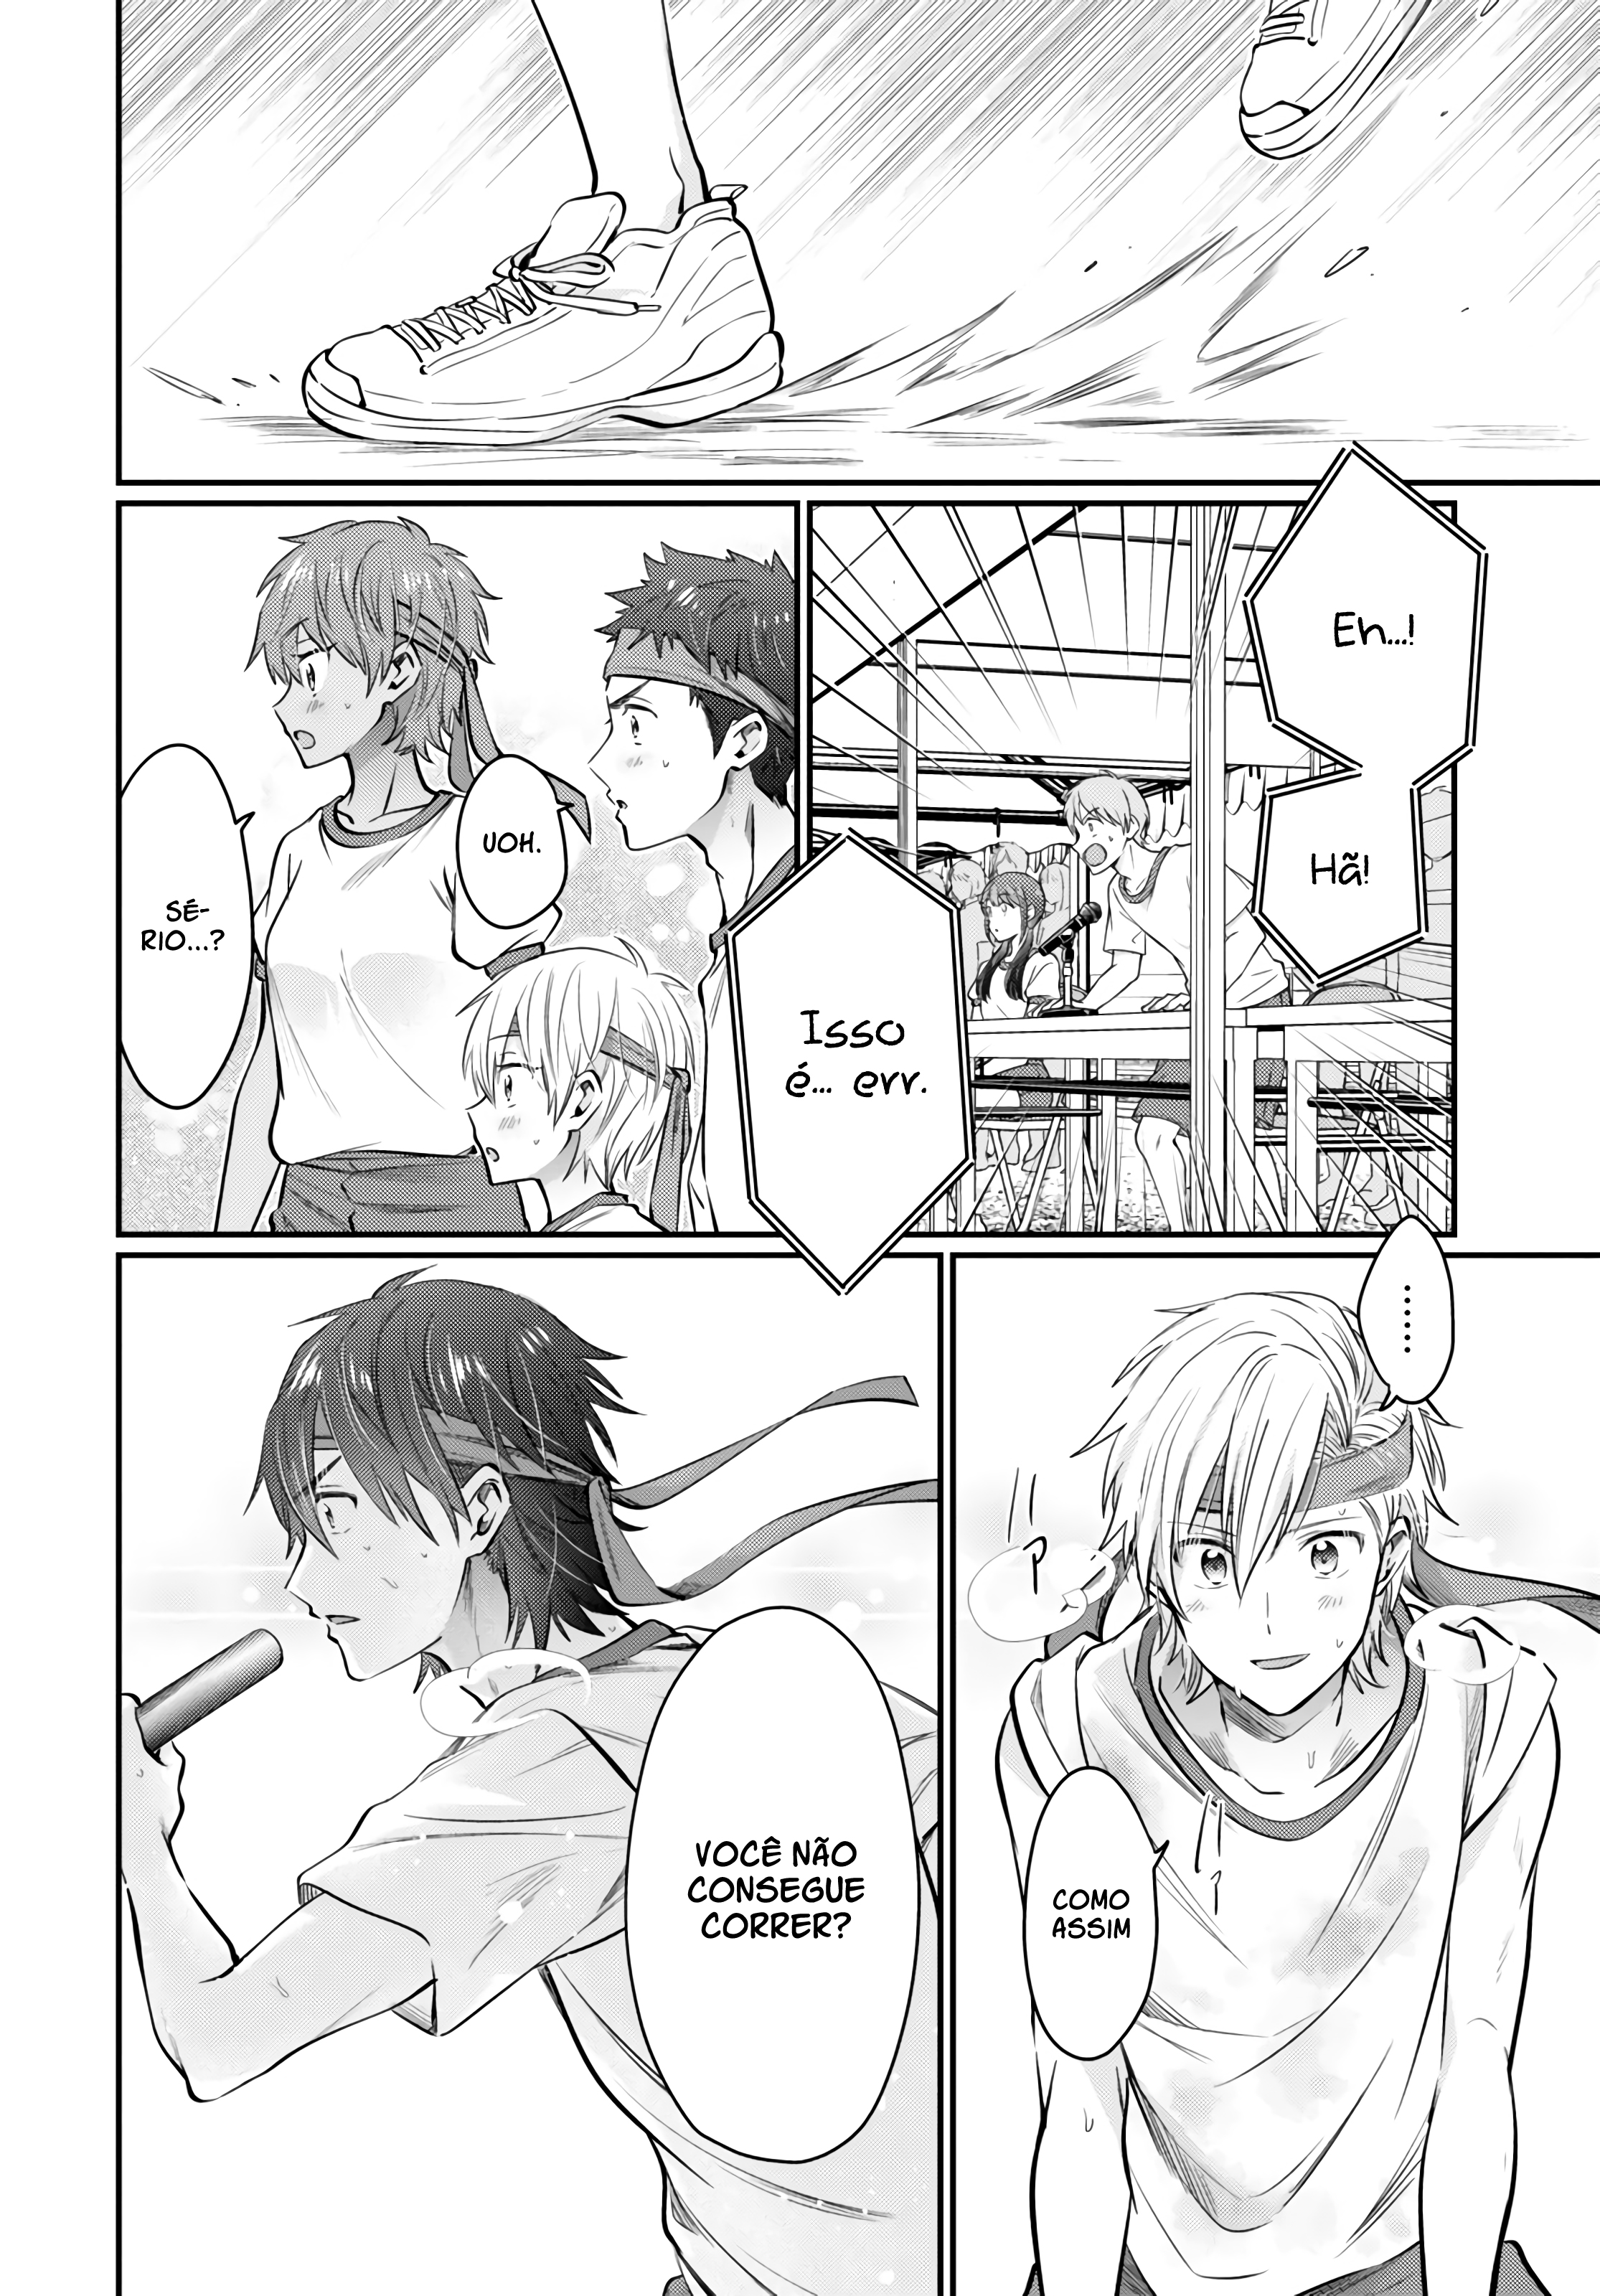 Eh...!
Hã!
Isso
é... err.
UOH.
SÉ-
RIO...?
......
COMO
ASSIM
VOCÊ NÃO
CONSEGUE
CORRER?